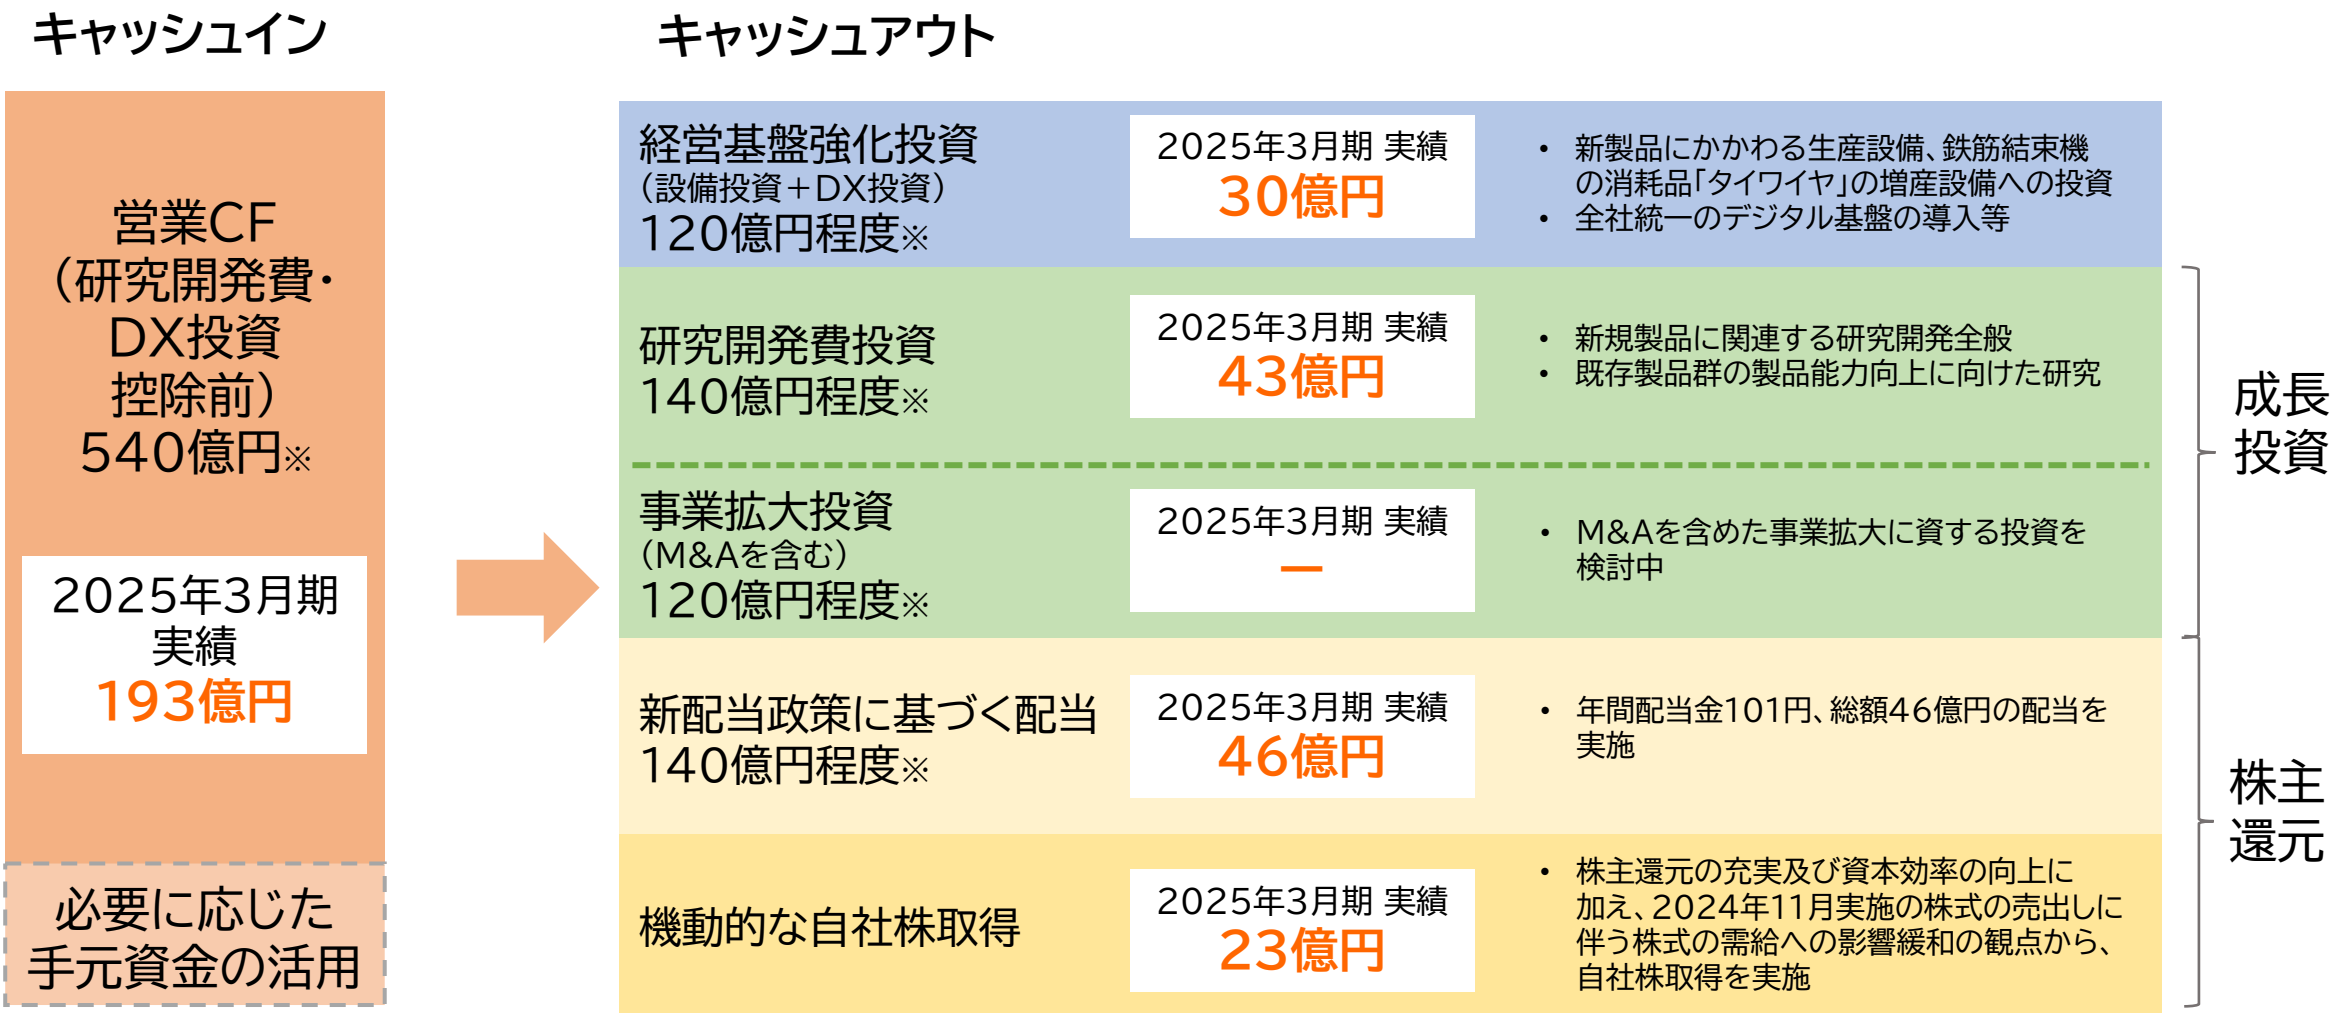 キャッシュイン
営業CF
（研究開発費・
DX投資
控除前）
540億円※
2025年3月期
実績
193億円
必要に応じた
手元資金の活用
キャッシュアウト
経営基盤強化投資
（設備投資＋DX投資）
120億円程度※
2025年3月期 実績
30億円
• 新製品にかかわる生産設備、鉄筋結束機
の消耗品「タイワイヤ」の増産設備への投資
• 全社統一のデジタル基盤の導入等
研究開発費投資
140億円程度※
2025年3月期 実績
43億円
• 新規製品に関連する研究開発全般
• 既存製品群の製品能力向上に向けた研究
事業拡大投資
（M&Aを含む）
120億円程度※
2025年3月期 実績
ー
• M&Aを含めた事業拡大に資する投資を
検討中
成長
投資
新配当政策に基づく配当
140億円程度※
2025年3月期 実績
46億円
• 年間配当金101円、総額46億円の配当を
実施
機動的な自社株取得
2025年3月期 実績
23億円
• 株主還元の充実及び資本効率の向上に
加え、2024年11月実施の株式の売出しに
伴う株式の需給への影響緩和の観点から、
自社株取得を実施
株主
還元